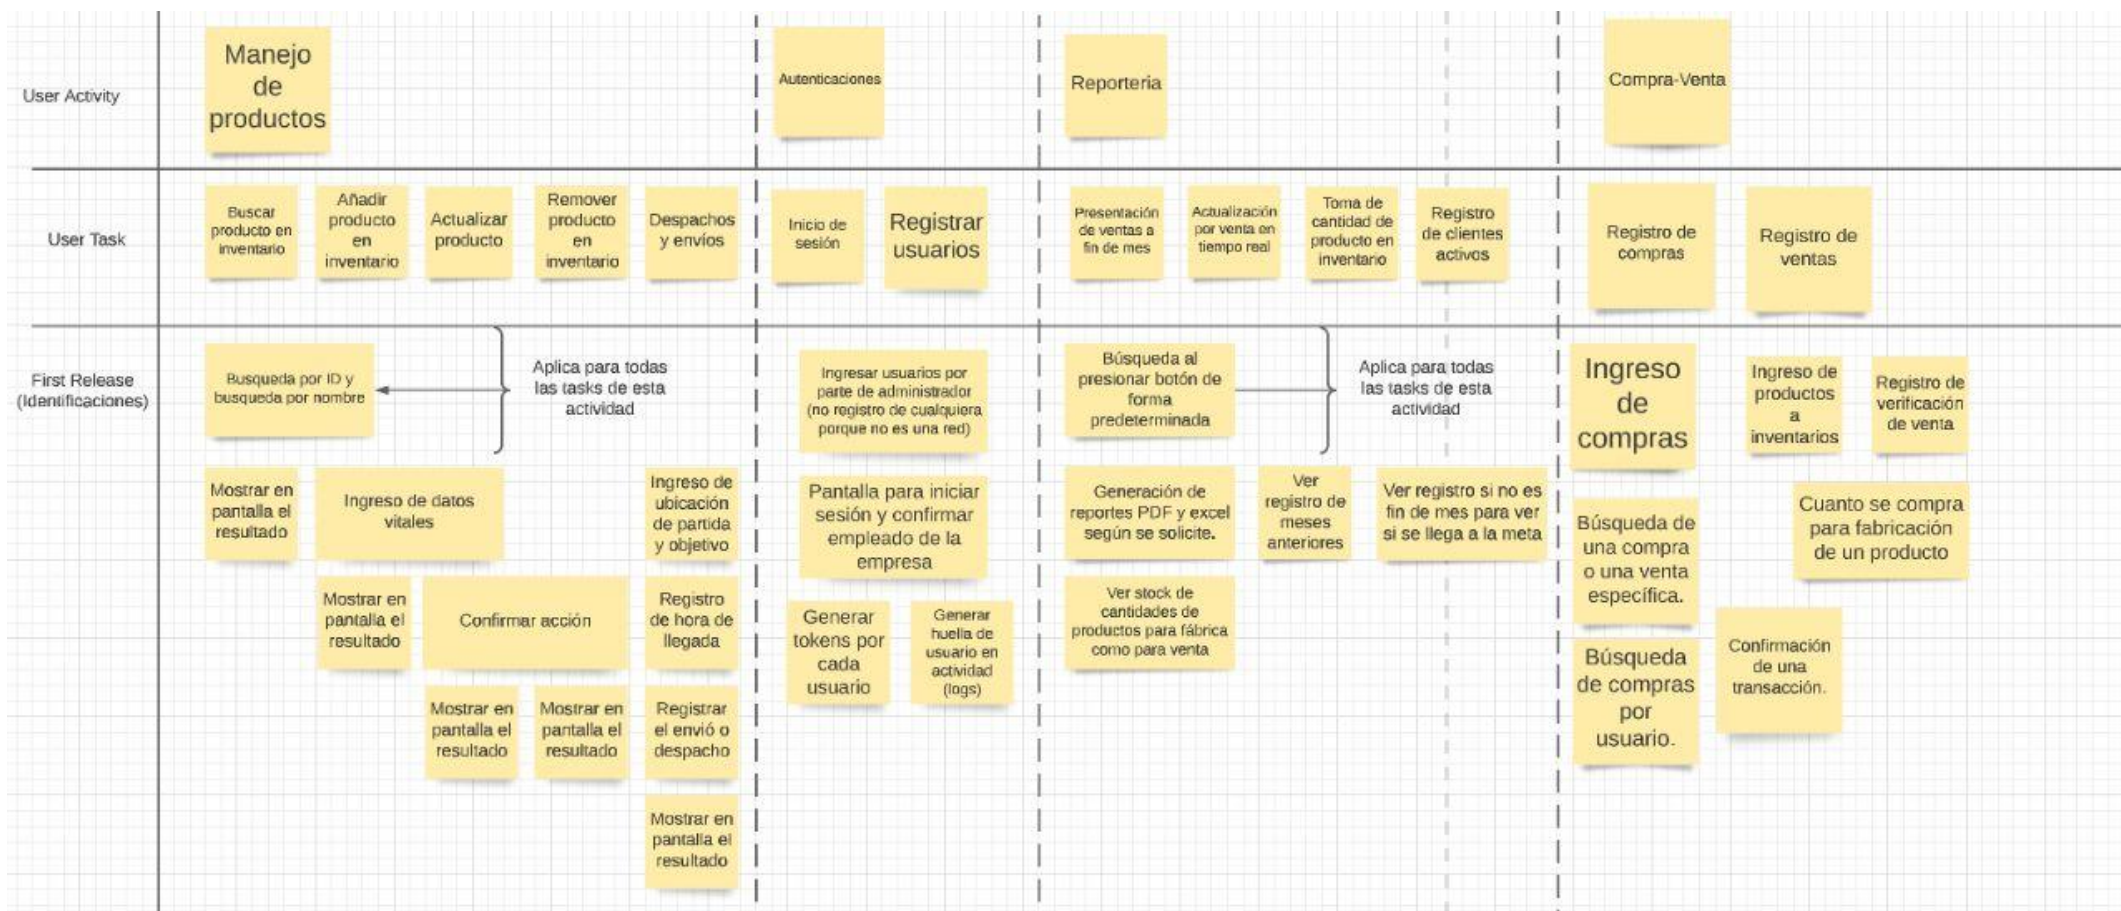 Manejo
de
productos
Autenticaciones
Reporteria
Compra-Venta
User Activity
User Task
Buscar
producto en
inventario
Añadir
producto
en
inventario
Actualizar
producto
Remover
producto
en
inventario
Despachos
y envíos
Inicio de
sesión
Registrar
usuarios
Presentación
de ventas a
fin de mes
Actualización
por venta en
tiempo real
Toma de
cantidad de
producto en
inventario
Registro
de clientes
activos
Registro de
compras
Registro de
ventas
First Release
(Identificaciones)
Busqueda por ID y
busqueda por nombre
Aplica para todas
las tasks de esta
actividad
Mostrar en
pantalla el
resultado
Ingreso de datos
vitales
Ingreso de
ubicación
de partida
y objetivo
Mostrar en
pantalla el
resultado
Confirmar acción
Registro
de hora de
llegada
Mostrar en
pantalla el
resultado
Mostrar en
pantalla el
resultado
Registrar
el envió o
despacho
Mostrar en
pantalla el
resultado
Ingresar usuarios por
parte de administrador
(no registro de cualquiera
porque no es una red)
Pantalla para iniciar
sesión y confirmar
empleado de la
empresa
Generar
tokens por
cada
usuario
Generar
huella de
usuario en
actividad
(logs)
Búsqueda al
presionar botón de
forma
predeterminada
Aplica para todas
las tasks de esta
actividad
Generación de
reportes PDF y excel
según se solicite.
Ver
registro de
meses
anteriores
Ver registro si no es
fin de mes para ver
si se llega a la meta
Ver stock de
cantidades de
productos para fábrica
como para venta
Ingreso
de
compras
Ingreso de
productos
a
inventarios
Registro de
verificación
de venta
Búsqueda de
una compra
o una venta
específica.
Cuanto se compra
para fabricación
de un producto
Búsqueda
de compras
por
usuario.
Confirmación
de una
transacción.